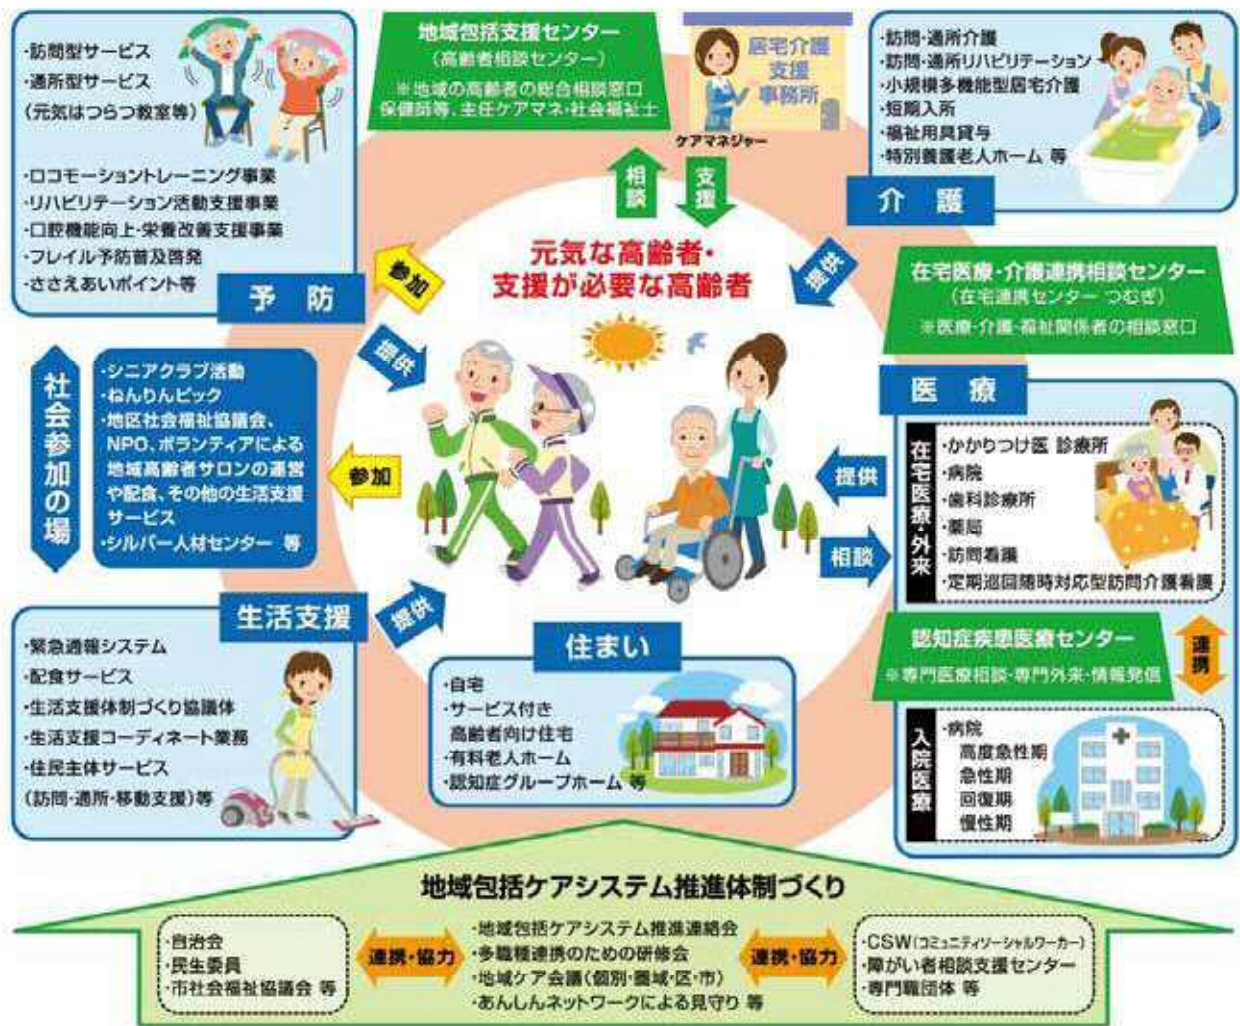 ・訪問型サービス
・通所型サービス
(元気はつらつ教室等)
・ロコモーショントレーニング事業
・リハビリテーション活動支援事業
・口腔機能向上・栄養改善支援事業
・フレイル予防普及啓発
・ささえあいポイント等
予防
地域包括支援センター
(高齢者相談センター)
※地域の高齢者の総合相談窓口
保健師等、主任ケアマネ・社会福祉士
居宅介護
支援
事務所
ケアマネジャー
相談
支援
・訪問・通所介護
・訪問・通所リハビリテーション
・小規模多機能型居宅介護
・短期入所
・福祉用具貸与
・特別養護老人ホーム 等
介護
元気な高齢者・
支援が必要な高齢者
参加
提供
提供
在宅医療・介護連携相談センター
(在宅連携センター つむぎ)
※医療・介護・福祉関係者の相談窓口
社会参加の場
・シニアクラブ活動
・ねんりんピック
・地区社会福祉協議会、
NPO、ボランティアによる
地域高齢者サロンの運営
や配食、その他の生活支援
サービス
・シルバー人材センター 等
参加
提供
相談
医療
在宅医療・外来
・かかりつけ医 診療所
・病院
・歯科診療所
・薬局
・訪問看護
・定期巡回随時対応型訪問介護看護
認知症疾患医療センター
※専門医療相談・専門外来・情報発信
連携
入院医療
・病院
高度急性期
急性期
回復期
慢性期
生活支援
提供
・緊急通報システム
・配食サービス
・生活支援体制づくり協議体
・生活支援コーディネート業務
・住民主体サービス
(訪問・通所・移動支援)等
住まい
・自宅
・サービス付き
高齢者向け住宅
・有料老人ホーム
・認知症グループホーム 等
地域包括ケアシステム推進体制づくり
・自治会
・民生委員
・市社会福祉協議会 等
連携・協力
・地域包括ケアシステム推進連絡会
・多職種連携のための研修会
・地域ケア会議(個別・圏域・区・市)
・あんしんネットワークによる見守り 等
連携・協力
・CSW(コミュニティソーシャルワーカー)
・障がい者相談支援センター
・専門職団体 等